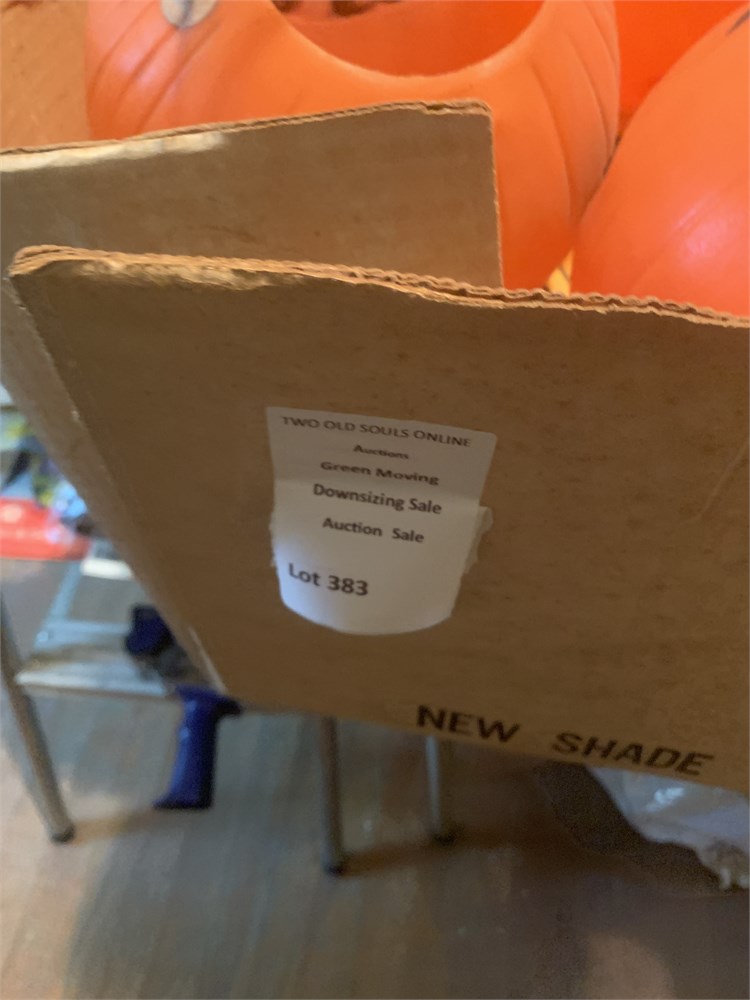 TWO OLD SOULS ONLINE
Auctions
Green Moving
Downsizing Sale
Auction Sale
Lot 383
NEW SHADE